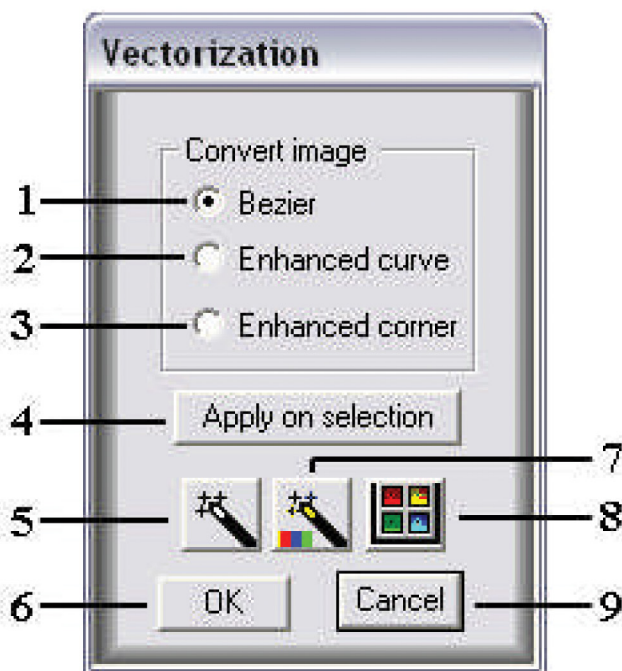 Vectorization
Convert image
1 Bezier
2 Enhanced curve
3 Enhanced corner
4 Apply on selection
7
5 8
6 OK Cancel 9